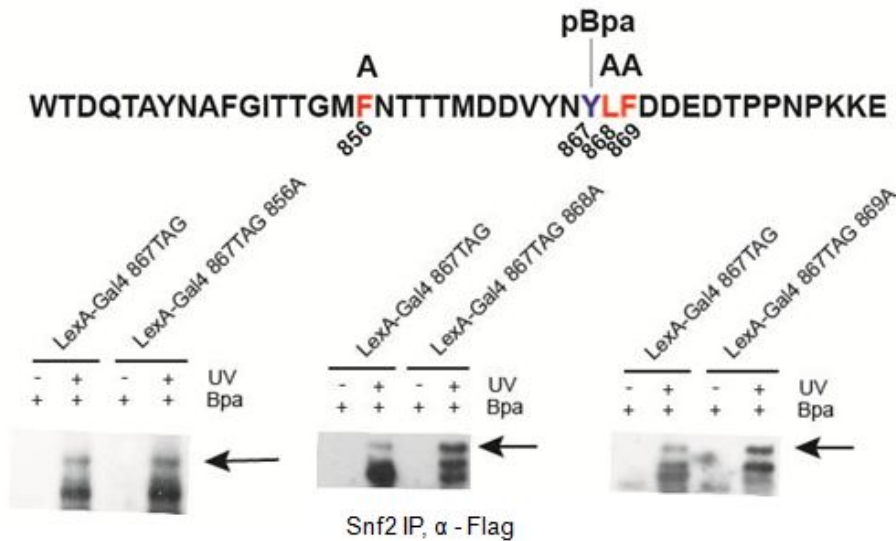 pBpa
A AA
WTDQTAYNAFGITTGMFNTTTMDDVYNYLFDDEDTPPNPKKE
856 867 868 869
LexA-Gal4 867TAG
LexA-Gal4 867TAG 856A
LexA-Gal4 867TAG
LexA-Gal4 867TAG 868A
LexA-Gal4 867TAG
LexA-Gal4 867TAG 869A
- + - + UV - + - + UV - + - + UV
+ + + + Bpa + + + + Bpa + + + + Bpa
Snf2 IP, α - Flag